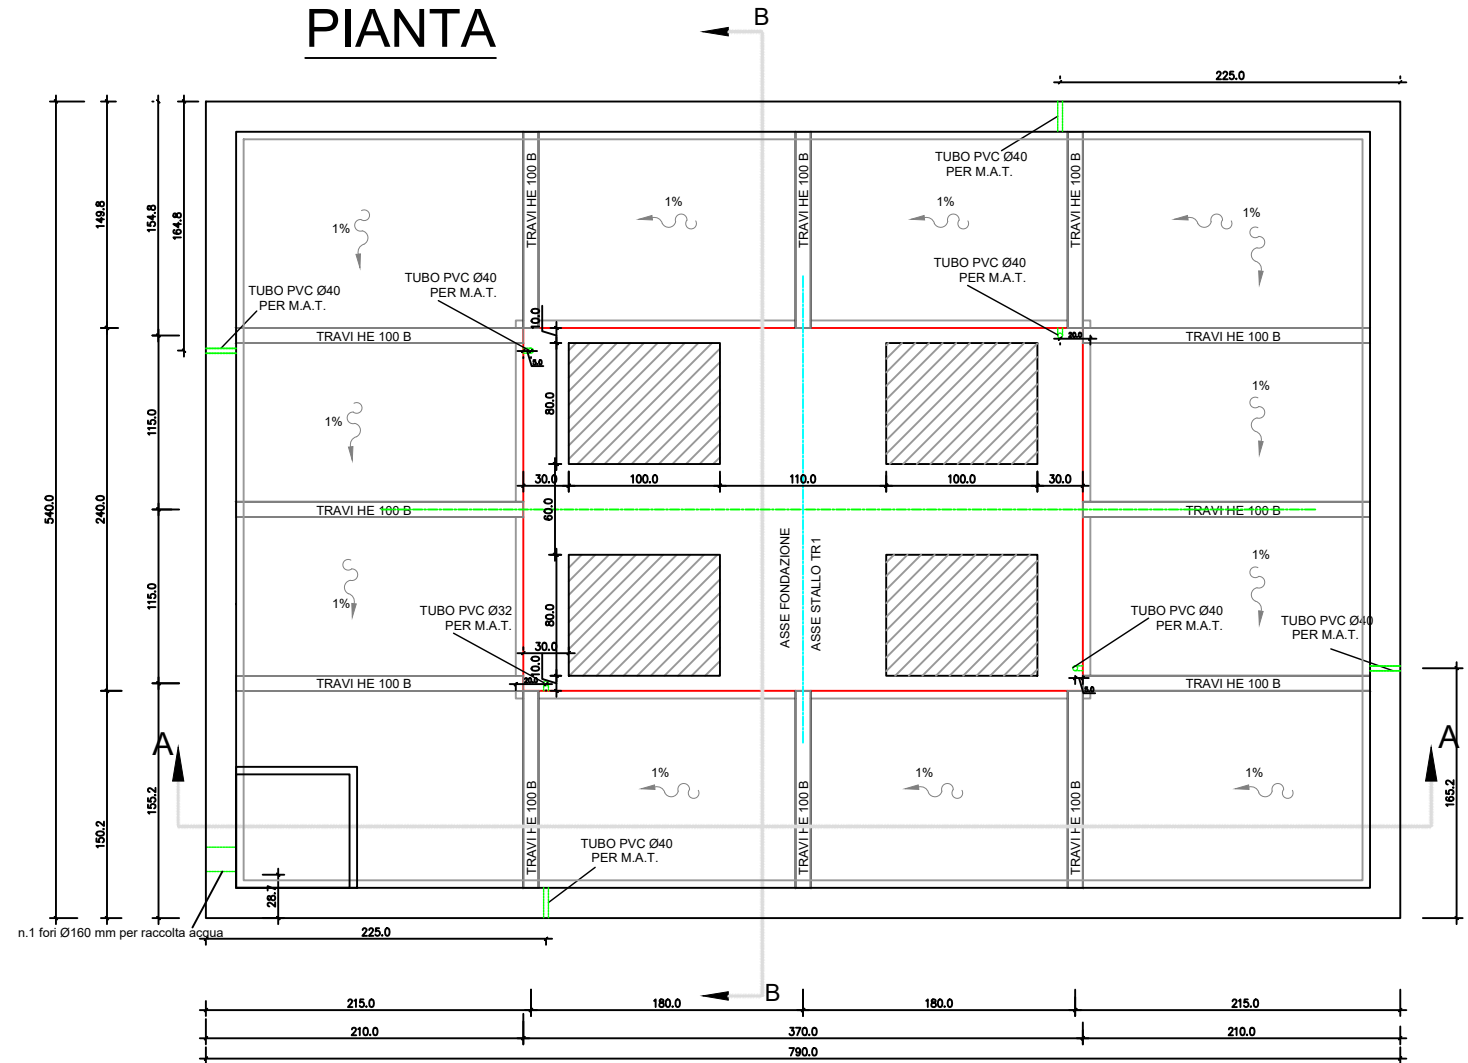 PIANTA
B
225.0
TUBO PVC Ø40
PER M.A.T.
TRAVI HE 100 B
TRAVI HE 100 B
TRAVI HE 100 B
149.8
154.8
164.8
1%
1%
1%
1%
TUBO PVC Ø40
PER M.A.T.
TUBO PVC Ø40
PER M.A.T.
TUBO PVC Ø40
PER M.A.T.
10.0
TRAVI HE 100 B
20.0
TRAVI HE 100 B
5.0
80.0
115.0
1%
1%
30.0
100.0
110.0
100.0
30.0
540.0
240.0
60.0
TRAVI HE 100 B
TRAVI HE 100 B
ASSE FONDAZIONE
ASSE STALLO TR1
115.0
1%
1%
TUBO PVC Ø32
PER M.A.T.
80.0
TUBO PVC Ø40
PER M.A.T.
TUBO PVC Ø40
PER M.A.T.
30.0
10.0
20.0
TRAVI HE 100 B
TRAVI HE 100 B
5.0
A
A
1%
1%
1%
155.2
150.2
165.2
TRAVI HE 100 B
TRAVI HE 100 B
TRAVI HE 100 B
TUBO PVC Ø40
PER M.A.T.
28.7
n.1 fori Ø160 mm per raccolta acqua
225.0
B
215.0
180.0
180.0
215.0
210.0
370.0
210.0
790.0